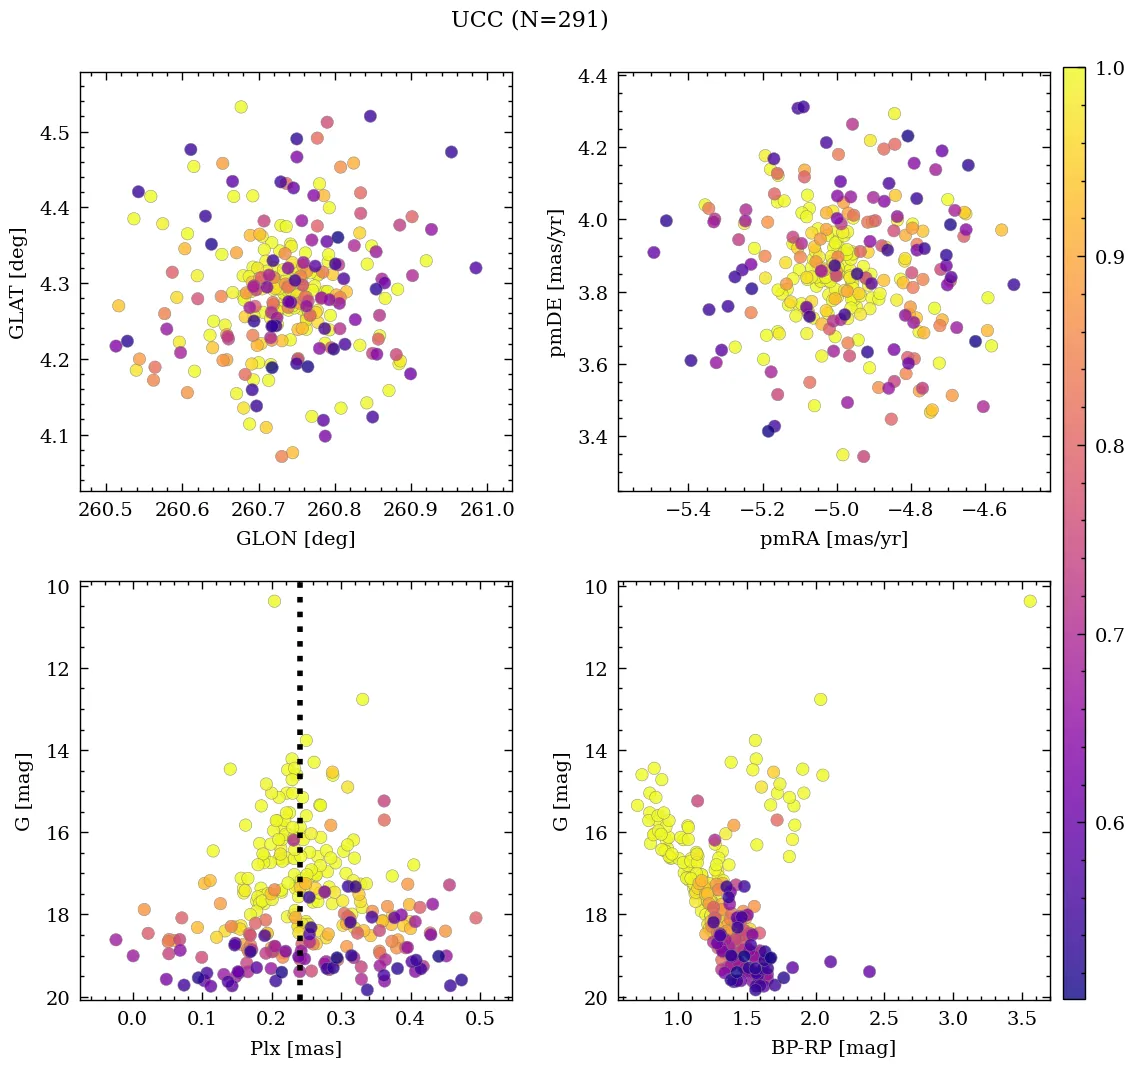 UCC (N=291)
4.5
4.4
4.3
4.2
4.1
GLAT [deg]
260.5 260.6 260.7 260.8 260.9 261.0
GLON [deg]
4.4
4.2
4.0
3.8
3.6
3.4
pmDE [mas/yr]
−5.4 −5.2 −5.0 −4.8 −4.6
pmRA [mas/yr]
1.0
0.9
0.8
0.7
0.6
10
12
14
16
18
20
G [mag]
0.0 0.1 0.2 0.3 0.4 0.5
Plx [mas]
10
12
14
16
18
20
G [mag]
1.0 1.5 2.0 2.5 3.0 3.5
BP-RP [mag]